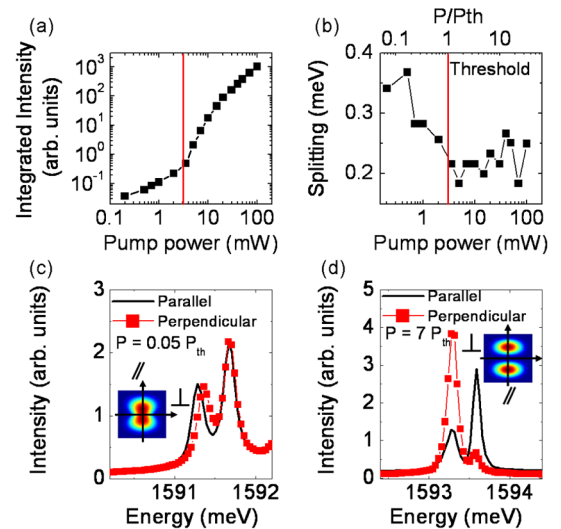 (a)
Integrated Intensity
(arb. units)
10³
10²
10¹
10⁰
10⁻¹
10⁻²
0.1 1 10 100
Pump power (mW)
(b)
P/Pth
0.1 1 10
Threshold
Splitting (meV)
0.4
0.3
0.2
1 10 100
Pump power (mW)
(c)
Intensity (arb. units)
3
2
1
0
Parallel
Perpendicular
P = 0.05 Pth
//
⊥
1591 1592
Energy (meV)
(d)
Intensity (arb. units)
5
4
3
2
1
0
Parallel
Perpendicular
P = 7 Pth
⊥
//
1593 1594
Energy (meV)